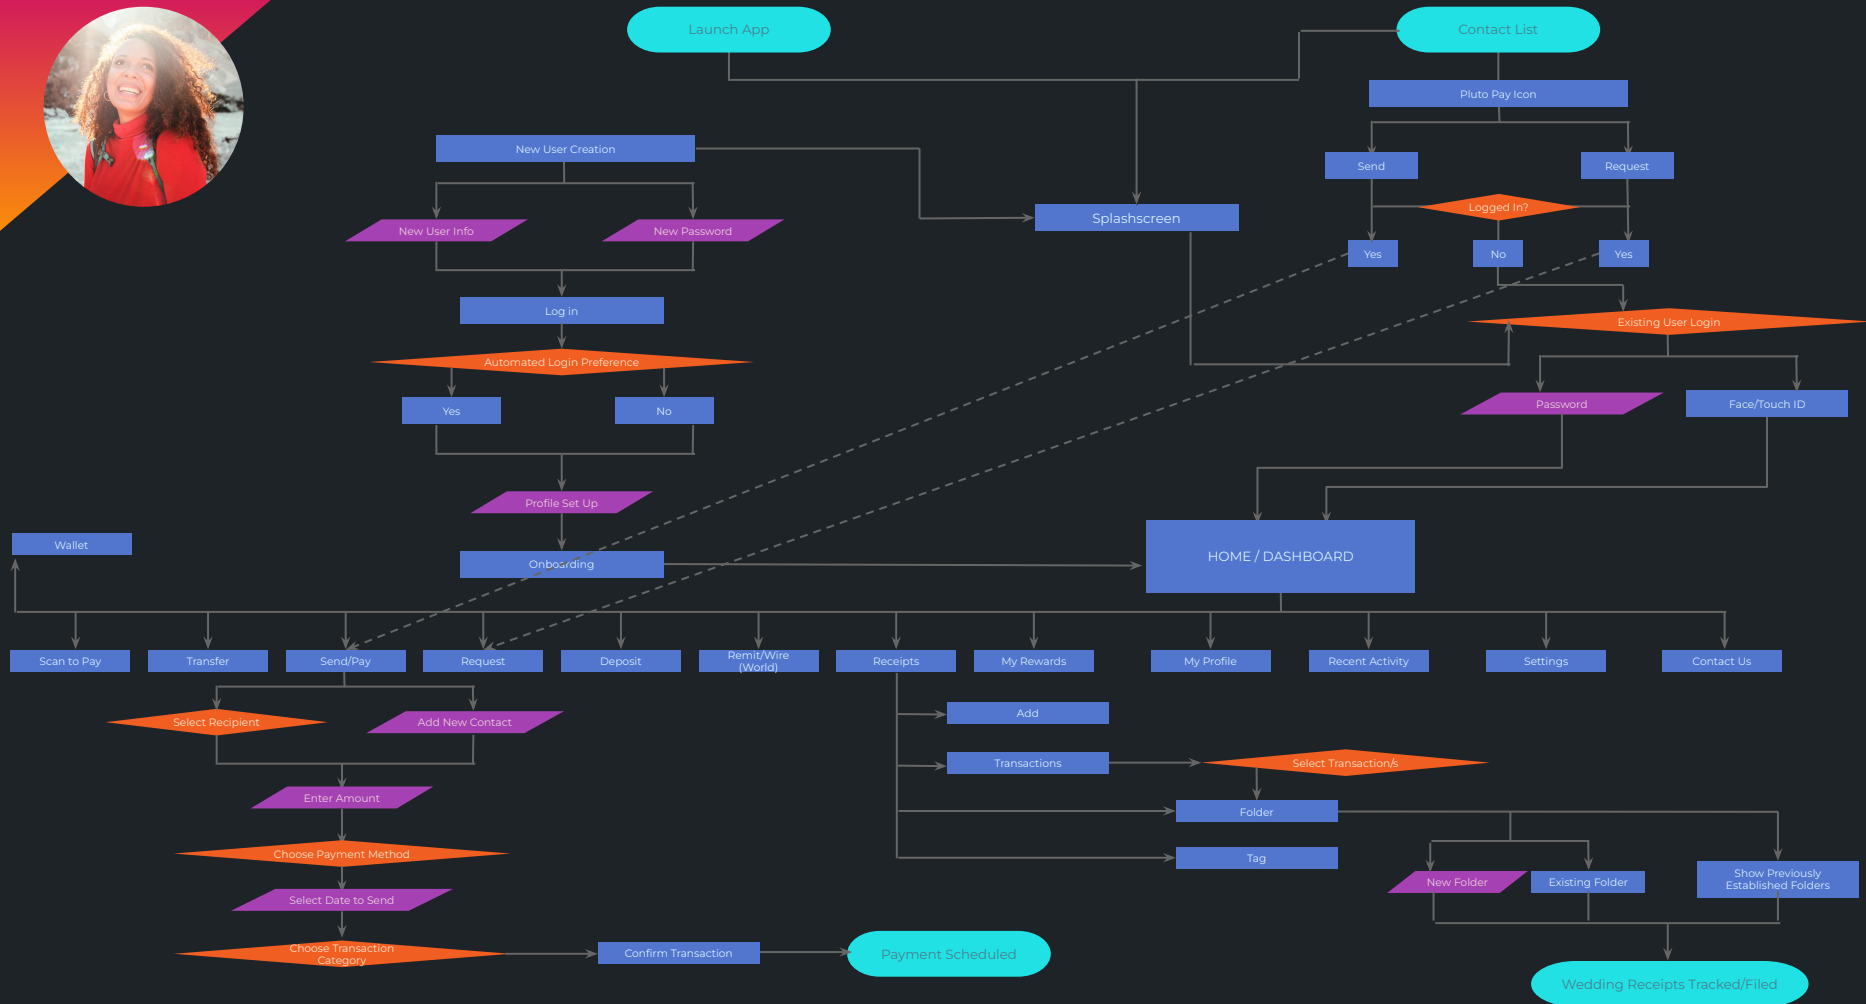 Launch App
Contact List
Pluto Pay Icon
New User Creation
Send
Request
New User Info
New Password
Splashscreen
Logged In?
Yes
No
Yes
Log in
Existing User Login
Automated Login Preference
Yes
No
Password
Face/Touch ID
Profile Set Up
Wallet
Onboarding
HOME / DASHBOARD
Scan to Pay
Transfer
Send/Pay
Request
Deposit
Remit/Wire
(World)
Receipts
My Rewards
My Profile
Recent Activity
Settings
Contact Us
Select Recipient
Add New Contact
Add
Transactions
Select Transaction/s
Enter Amount
Folder
Choose Payment Method
Tag
New Folder
Existing Folder
Show Previously
Established Folders
Select Date to Send
Choose Transaction
Category
Confirm Transaction
Payment Scheduled
Wedding Receipts Tracked/Filed